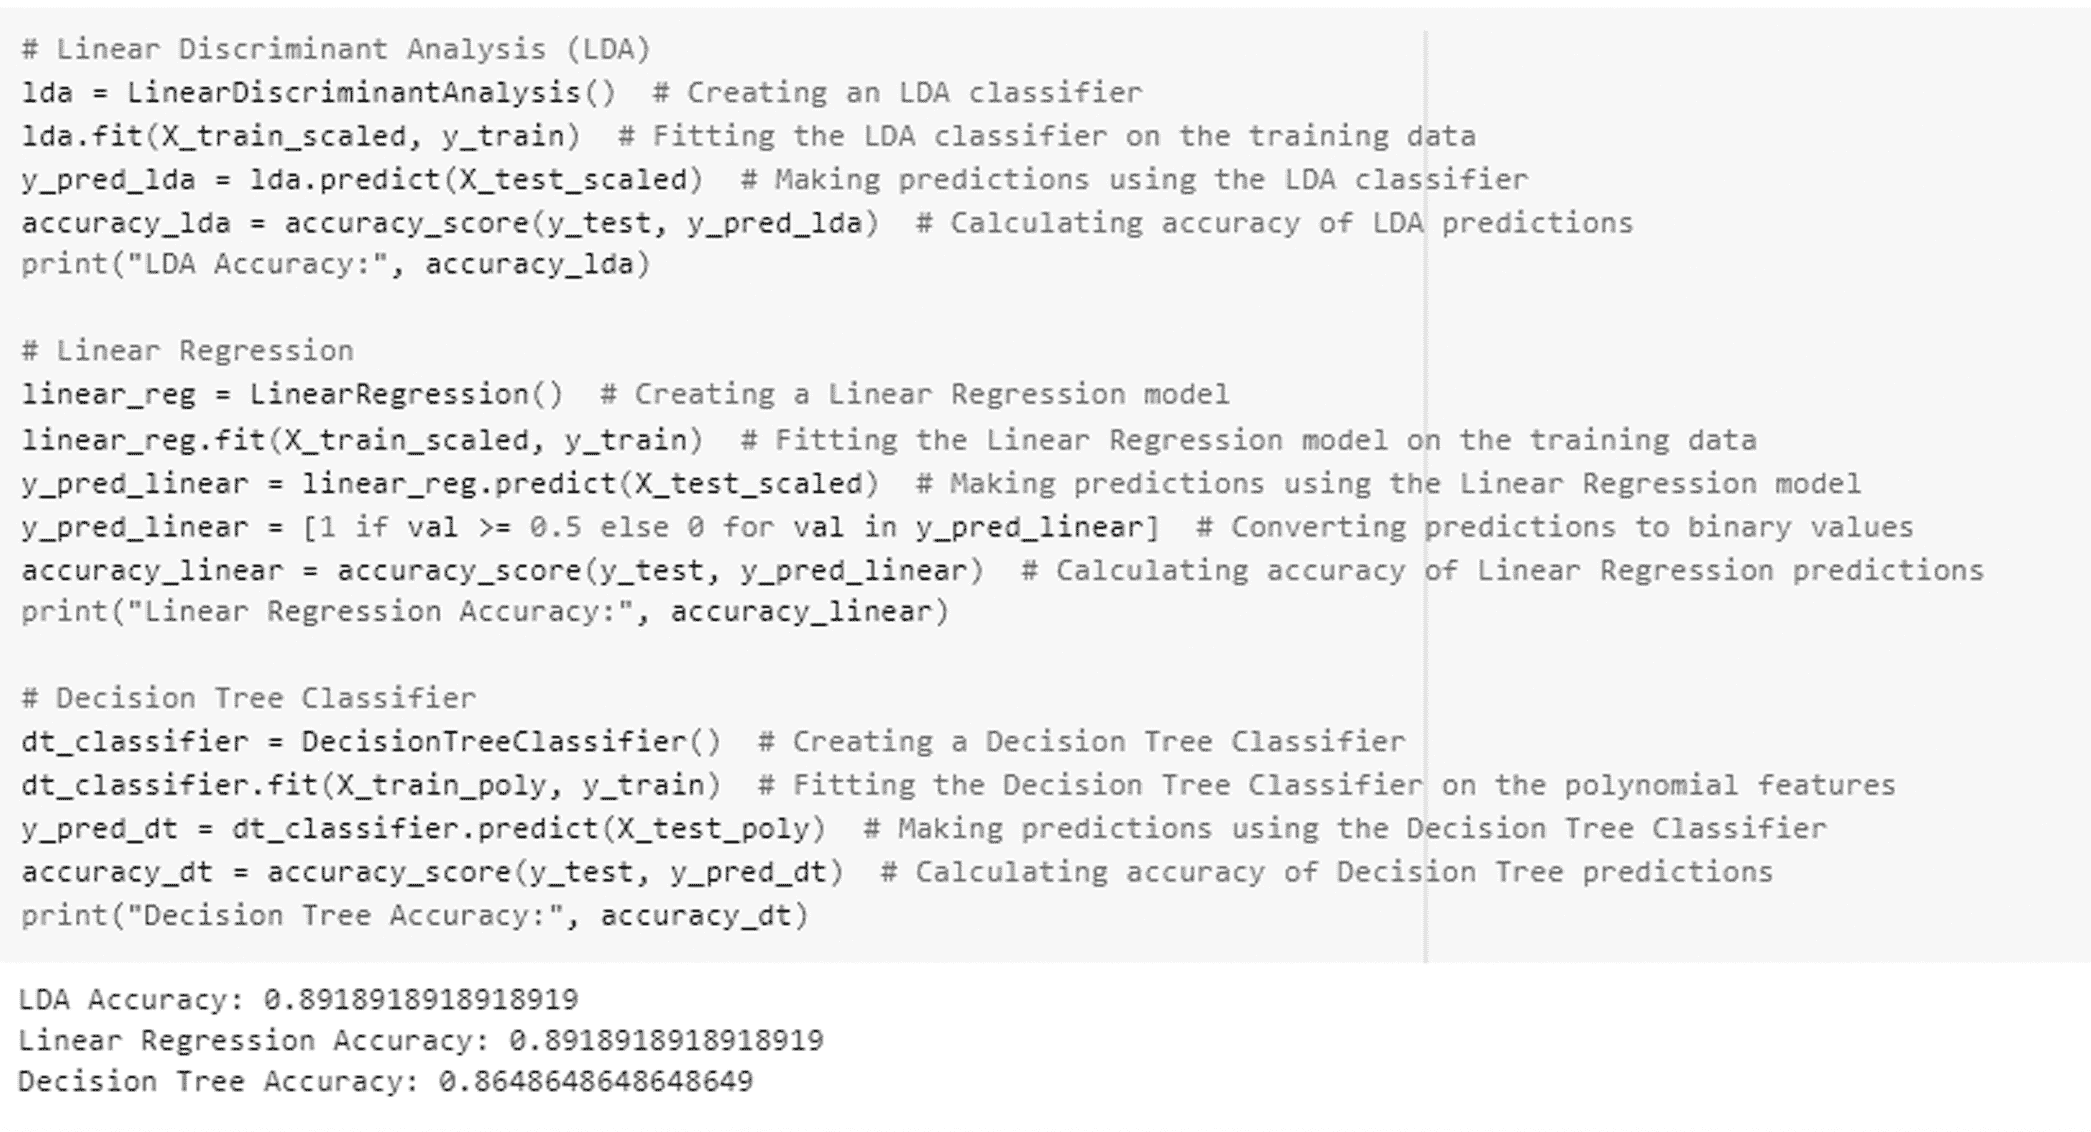 # Linear Discriminant Analysis (LDA)
lda = LinearDiscriminantAnalysis()  # Creating an LDA classifier
lda.fit(X_train_scaled, y_train)  # Fitting the LDA classifier on the training data
y_pred_lda = lda.predict(X_test_scaled)  # Making predictions using the LDA classifier
accuracy_lda = accuracy_score(y_test, y_pred_lda)  # Calculating accuracy of LDA predictions
print("LDA Accuracy:", accuracy_lda)

# Linear Regression
linear_reg = LinearRegression()  # Creating a Linear Regression model
linear_reg.fit(X_train_scaled, y_train)  # Fitting the Linear Regression model on the training data
y_pred_linear = linear_reg.predict(X_test_scaled)  # Making predictions using the Linear Regression model
y_pred_linear = [1 if val >= 0.5 else 0 for val in y_pred_linear]  # Converting predictions to binary values
accuracy_linear = accuracy_score(y_test, y_pred_linear)  # Calculating accuracy of Linear Regression predictions
print("Linear Regression Accuracy:", accuracy_linear)

# Decision Tree Classifier
dt_classifier = DecisionTreeClassifier()  # Creating a Decision Tree Classifier
dt_classifier.fit(X_train_poly, y_train)  # Fitting the Decision Tree Classifier on the polynomial features
y_pred_dt = dt_classifier.predict(X_test_poly)  # Making predictions using the Decision Tree Classifier
accuracy_dt = accuracy_score(y_test, y_pred_dt)  # Calculating accuracy of Decision Tree predictions
print("Decision Tree Accuracy:", accuracy_dt)

LDA Accuracy: 0.8918918918918919
Linear Regression Accuracy: 0.8918918918918919
Decision Tree Accuracy: 0.8648648648648649